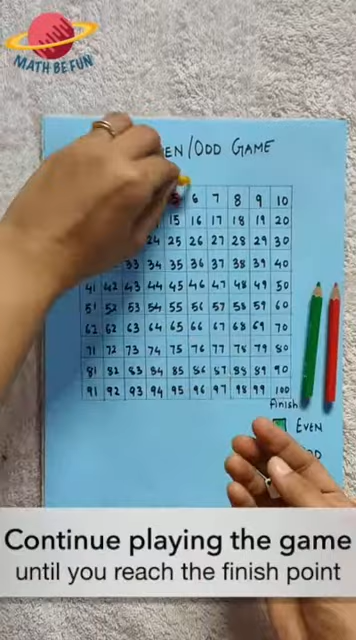 MATH BE FUN
EN/ODD GAME
5 6 7 8 9 10
15 16 17 18 19 20
24 25 26 27 28 29 30
33 34 35 36 37 38 39 40
41 42 43 44 45 46 47 48 49 50
51 52 53 54 55 56 57 58 59 60
62 62 63 64 65 66 67 68 69 70
71 72 73 74 75 76 77 78 79 80
81 82 83 84 85 86 87 88 89 90
91 92 93 94 95 96 97 98 99 100
Finish
EVEN
Continue playing the game
until you reach the finish point